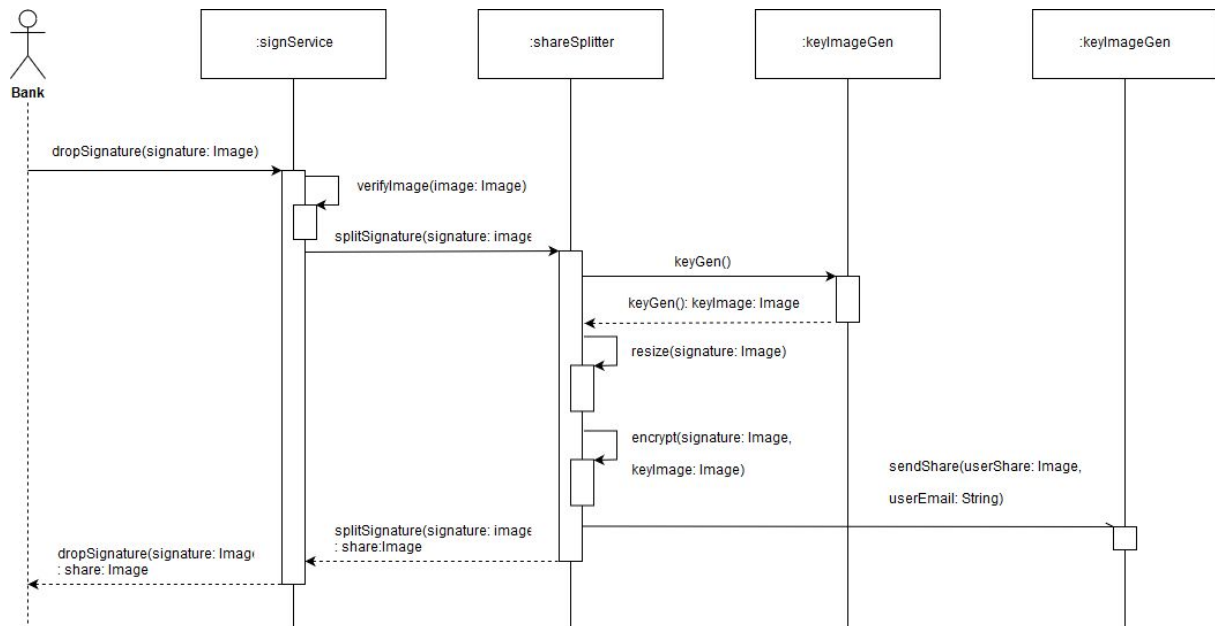 :signService
:shareSplitter
:keyImageGen
:keyImageGen
Bank
dropSignature(signature: Image)
verifyImage(image: Image)
splitSignature(signature: image
keyGen()
keyGen(): keyImage: Image
resize(signature: Image)
encrypt(signature: Image,
keyImage: Image)
sendShare(userShare: Image,
userEmail: String)
splitSignature(signature: image
: share:Image
dropSignature(signature: Imag
: share: Image